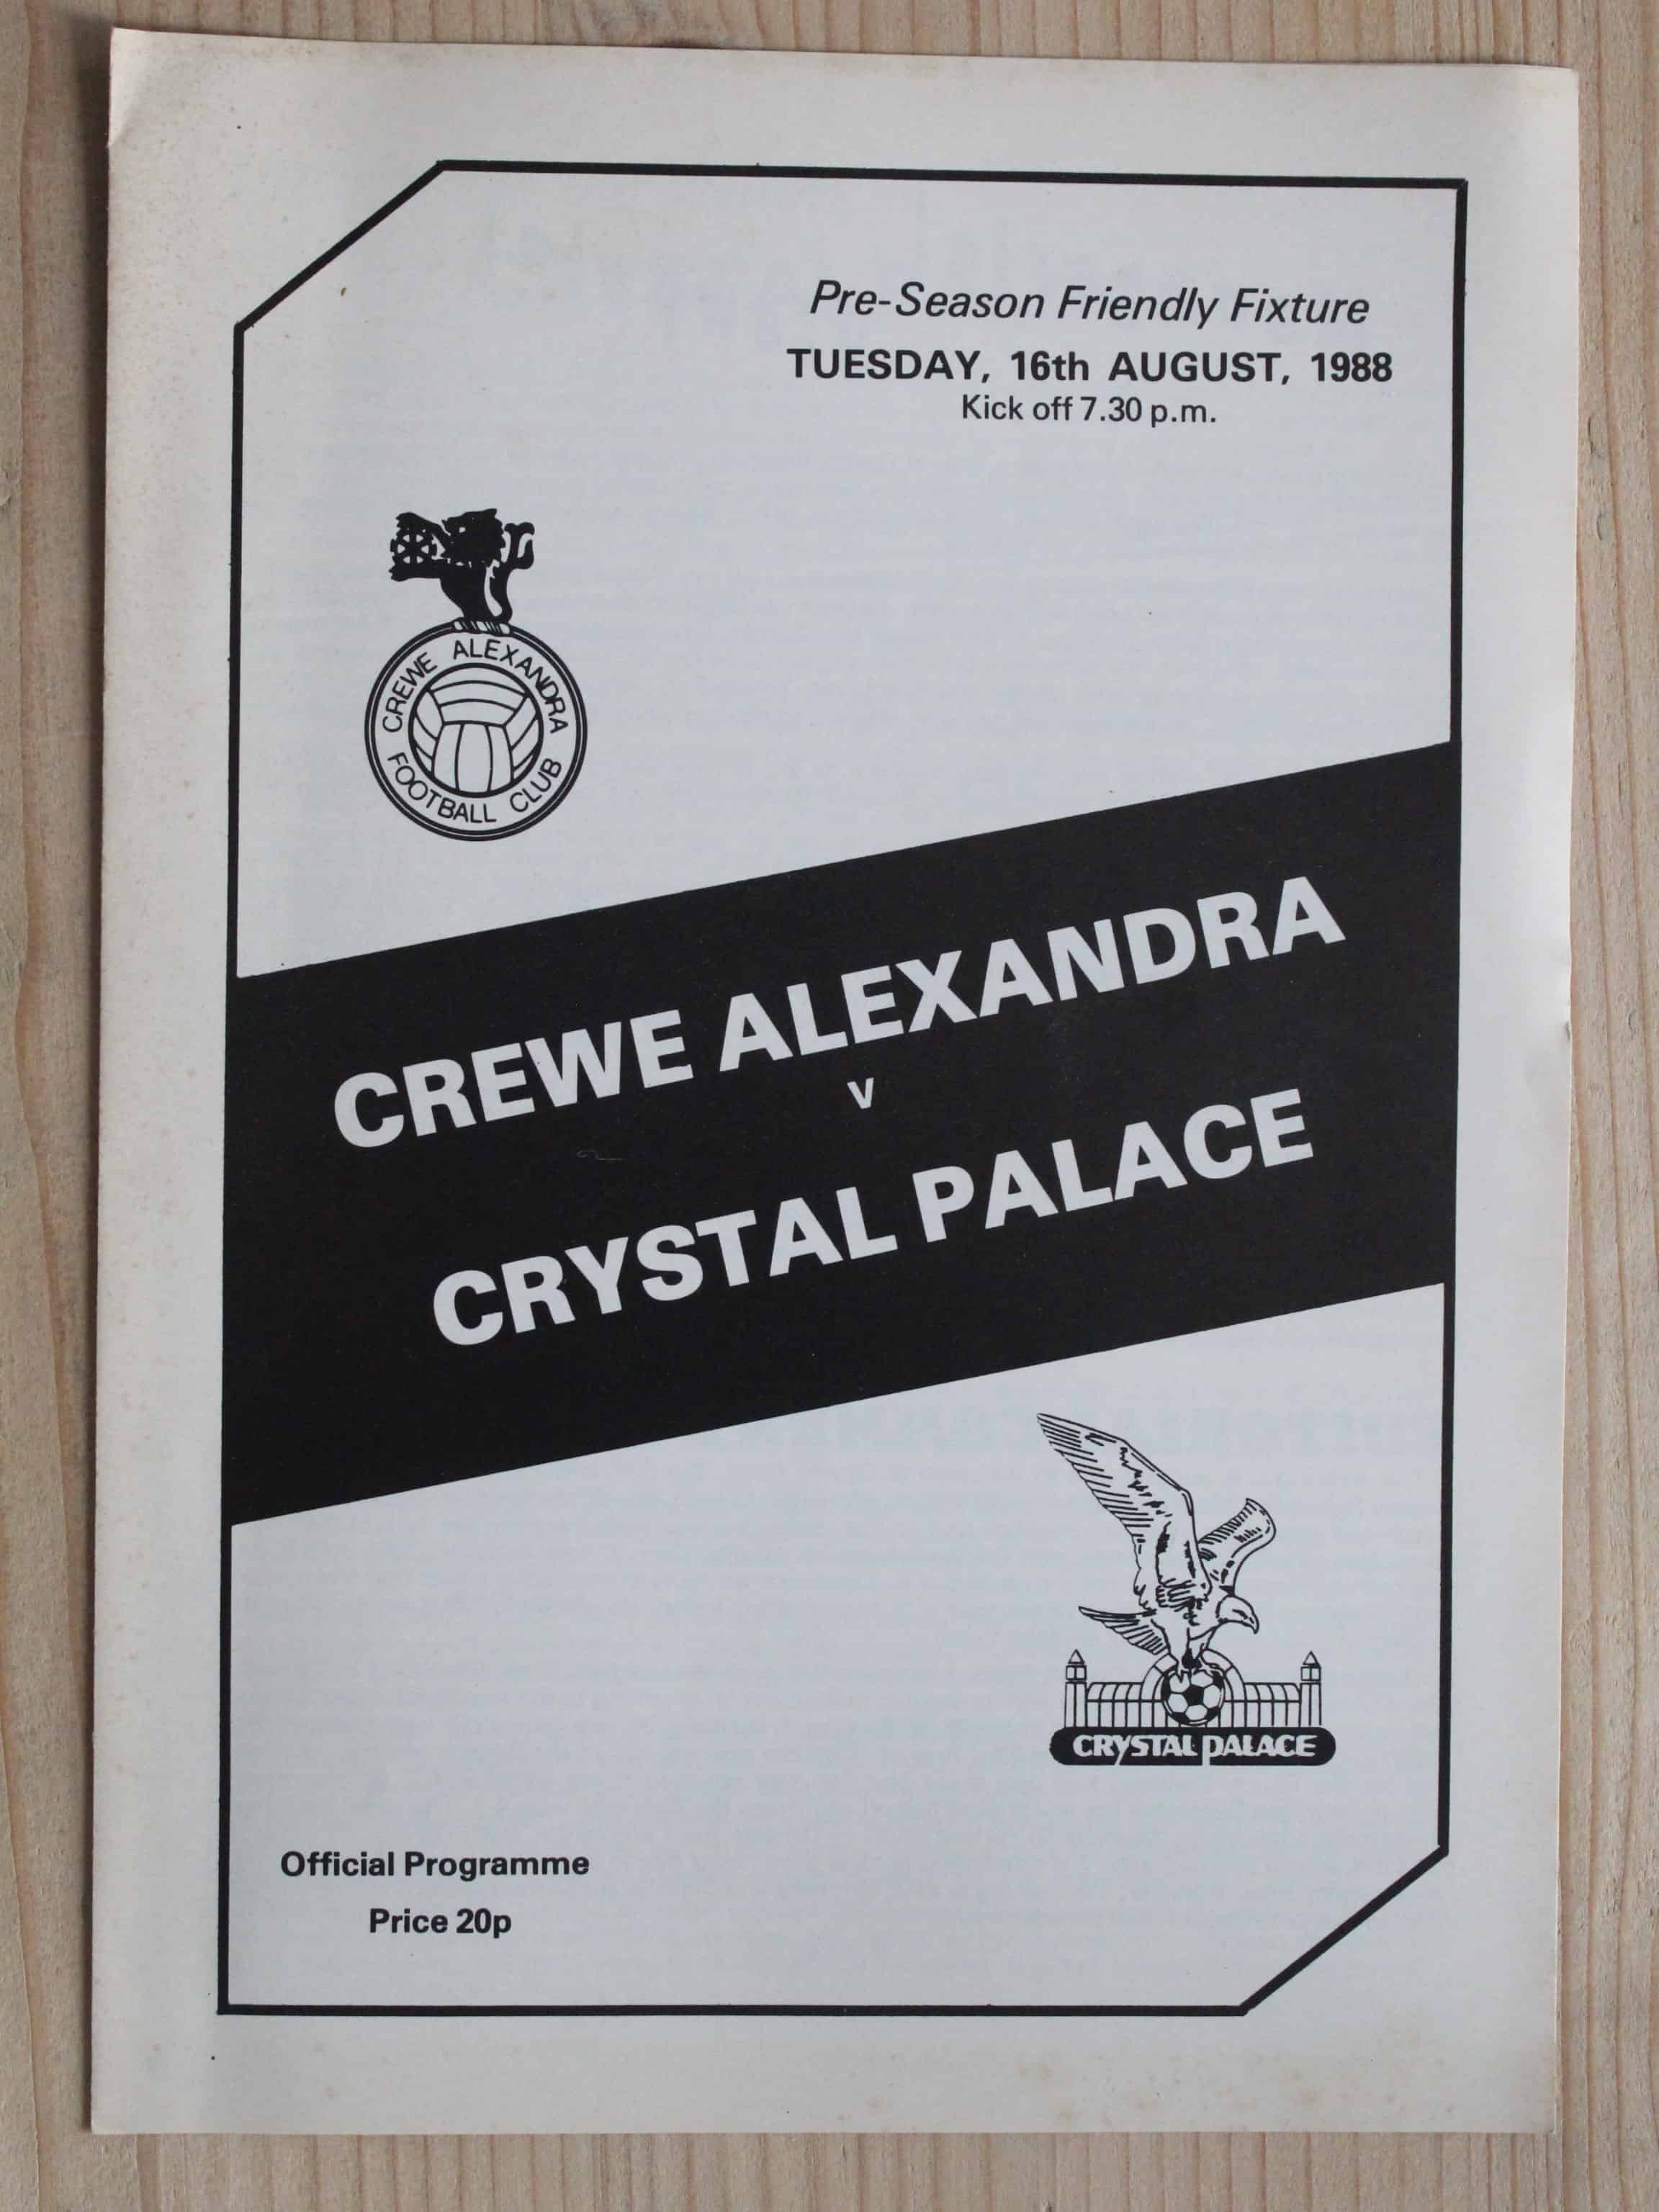 Pre-Season Friendly Fixture
TUESDAY, 16th AUGUST, 1988
Kick off 7.30 p.m.
CREWE ALEXANDRA
FOOTBALL CLUB
CREWE ALEXANDRA
v
CRYSTAL PALACE
CRYSTAL PALACE
Official Programme
Price 20p